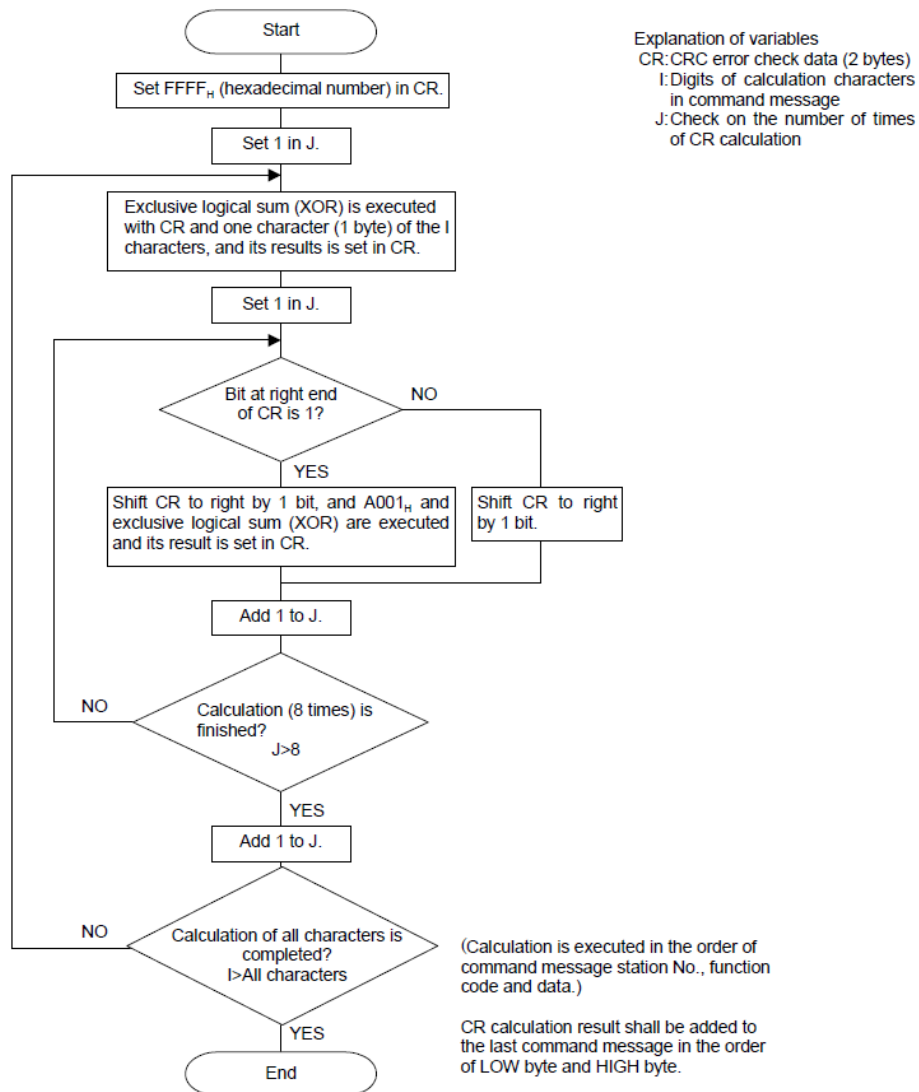 Start
Explanation of variables
CR:CRC error check data (2 bytes)
I:Digits of calculation characters
in command message
J:Check on the number of times
of CR calculation
Set FFFFH (hexadecimal number) in CR.
Set 1 in J.
Exclusive logical sum (XOR) is executed
with CR and one character (1 byte) of the I
characters, and its results is set in CR.
Set 1 in J.
Bit at right end
of CR is 1?
NO
YES
Shift CR to right by 1 bit, and A001H and
exclusive logical sum (XOR) are executed
and its result is set in CR.
Shift CR to right
by 1 bit.
Add 1 to J.
NO
Calculation (8 times) is
finished?
J>8
YES
Add 1 to J.
NO
Calculation of all characters is
completed?
I>All characters
YES
End
(Calculation is executed in the order of
command message station No., function
code and data.)
CR calculation result shall be added to
the last command message in the order
of LOW byte and HIGH byte.